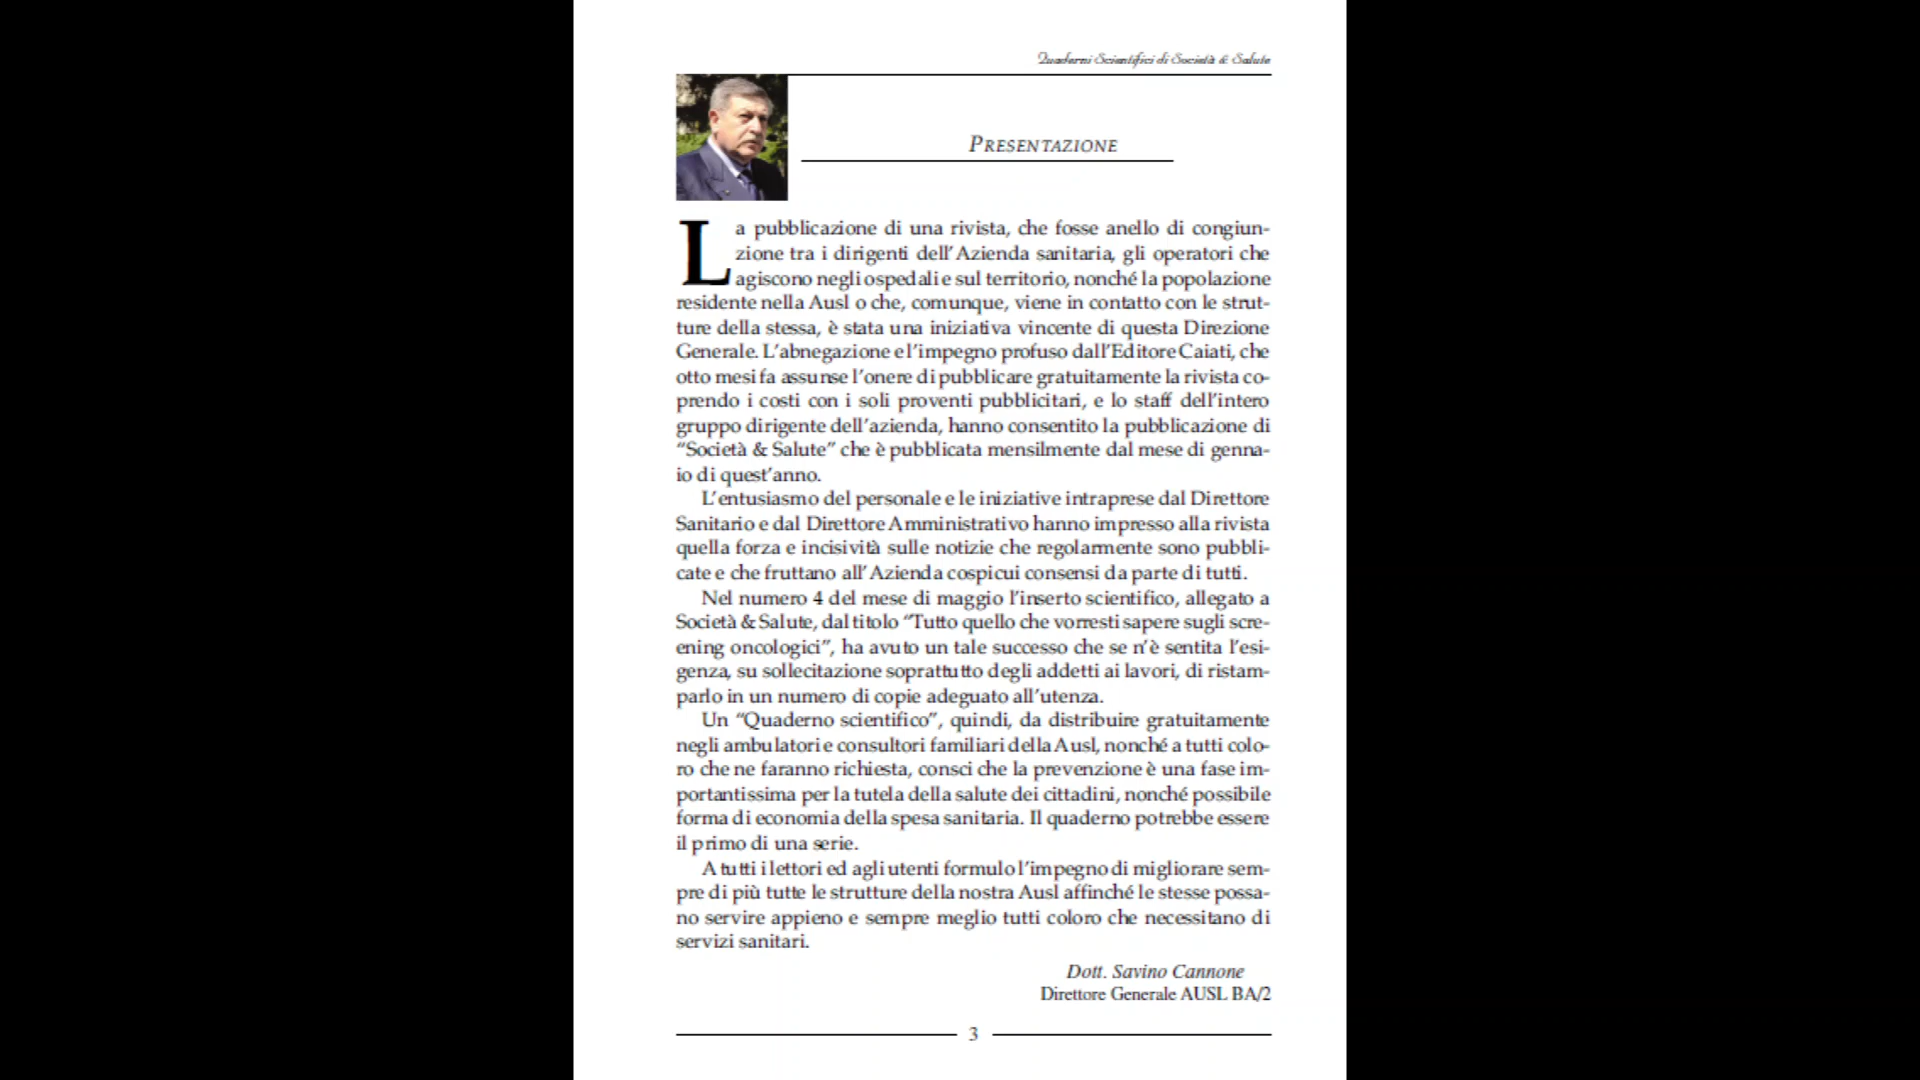 Quaderni Scientifici di Società & Salute
PRESENTAZIONE
La pubblicazione di una rivista, che fosse anello di congiun-
zione tra i dirigenti dell'Azienda sanitaria, gli operatori che
agiscono negli ospedali e sul territorio, nonché la popolazione
residente nella Ausl o che, comunque, viene in contatto con le strut-
ture della stessa, è stata una iniziativa vincente di questa Direzione
Generale. L'abnegazione e l'impegno profuso dall'Editore Caiati, che
otto mesi fa assunse l'onere di pubblicare gratuitamente la rivista co-
prendo i costi con i soli proventi pubblicitari, e lo staff dell'intero
gruppo dirigente dell'azienda, hanno consentito la pubblicazione di
"Società & Salute" che è pubblicata mensilmente dal mese di genna-
io di quest'anno.
L'entusiasmo del personale e le iniziative intraprese dal Direttore
Sanitario e dal Direttore Amministrativo hanno impresso alla rivista
quella forza e incisività sulle notizie che regolarmente sono pubbli-
cate e che fruttano all'Azienda cospicui consensi da parte di tutti.
Nel numero 4 del mese di maggio l'inserto scientifico, allegato a
Società & Salute, dal titolo "Tutto quello che vorresti sapere sugli scre-
ening oncologici", ha avuto un tale successo che se n'è sentita l'esi-
genza, su sollecitazione soprattutto degli addetti ai lavori, di ristam-
parlo in un numero di copie adeguato all'utenza.
Un "Quaderno scientifico", quindi, da distribuire gratuitamente
negli ambulatori e consultori familiari della Ausl, nonché a tutti colo-
ro che ne faranno richiesta, consci che la prevenzione è una fase im-
portantissima per la tutela della salute dei cittadini, nonché possibile
forma di economia della spesa sanitaria. Il quaderno potrebbe essere
il primo di una serie.
A tutti i lettori ed agli utenti formulo l'impegno di migliorare sem-
pre di più tutte le strutture della nostra Ausl affinché le stesse possa-
no servire appieno e sempre meglio tutti coloro che necessitano di
servizi sanitari.
Dott. Savino Cannone
Direttore Generale AUSL BA/2
3